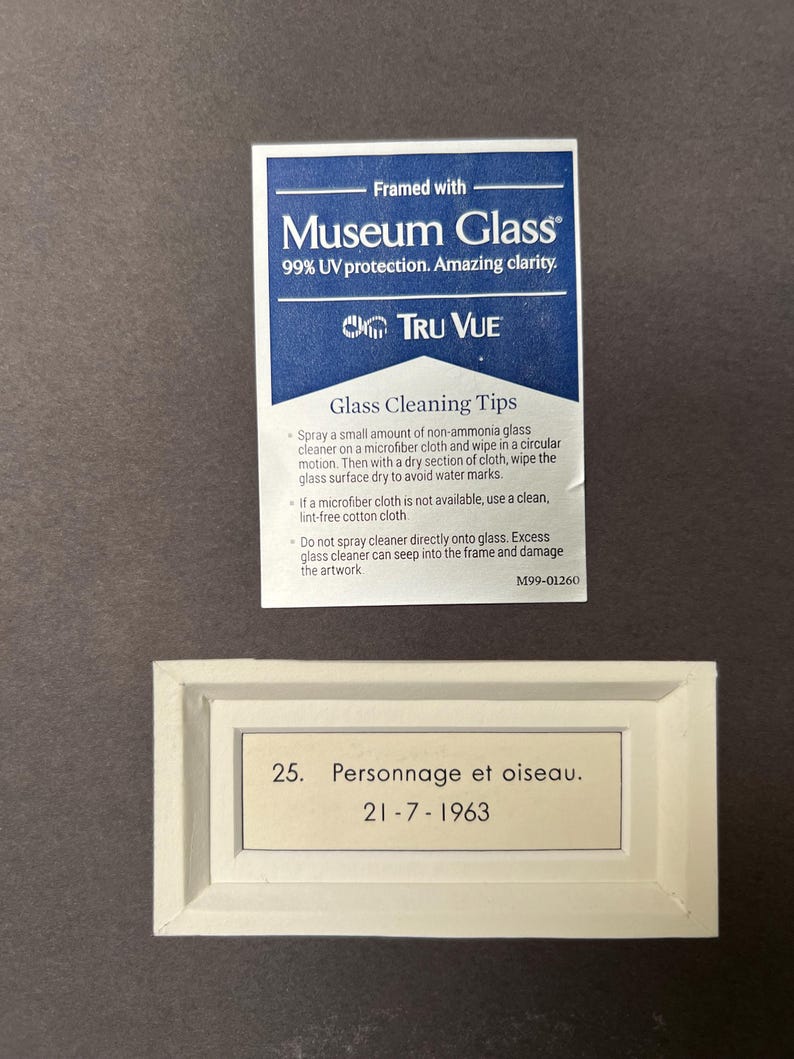 Framed with
Museum Glass®
99% UV protection. Amazing clarity.
TRU VUE
Glass Cleaning Tips
• Spray a small amount of non-ammonia glass
cleaner on a microfiber cloth and wipe in a circular
motion. Then with a dry section of cloth, wipe the
glass surface dry to avoid water marks.
• If a microfiber cloth is not available, use a clean,
lint-free cotton cloth.
• Do not spray cleaner directly onto glass. Excess
glass cleaner can seep into the frame and damage
the artwork.
M99-01260
25. Personnage et oiseau.
21-7-1963